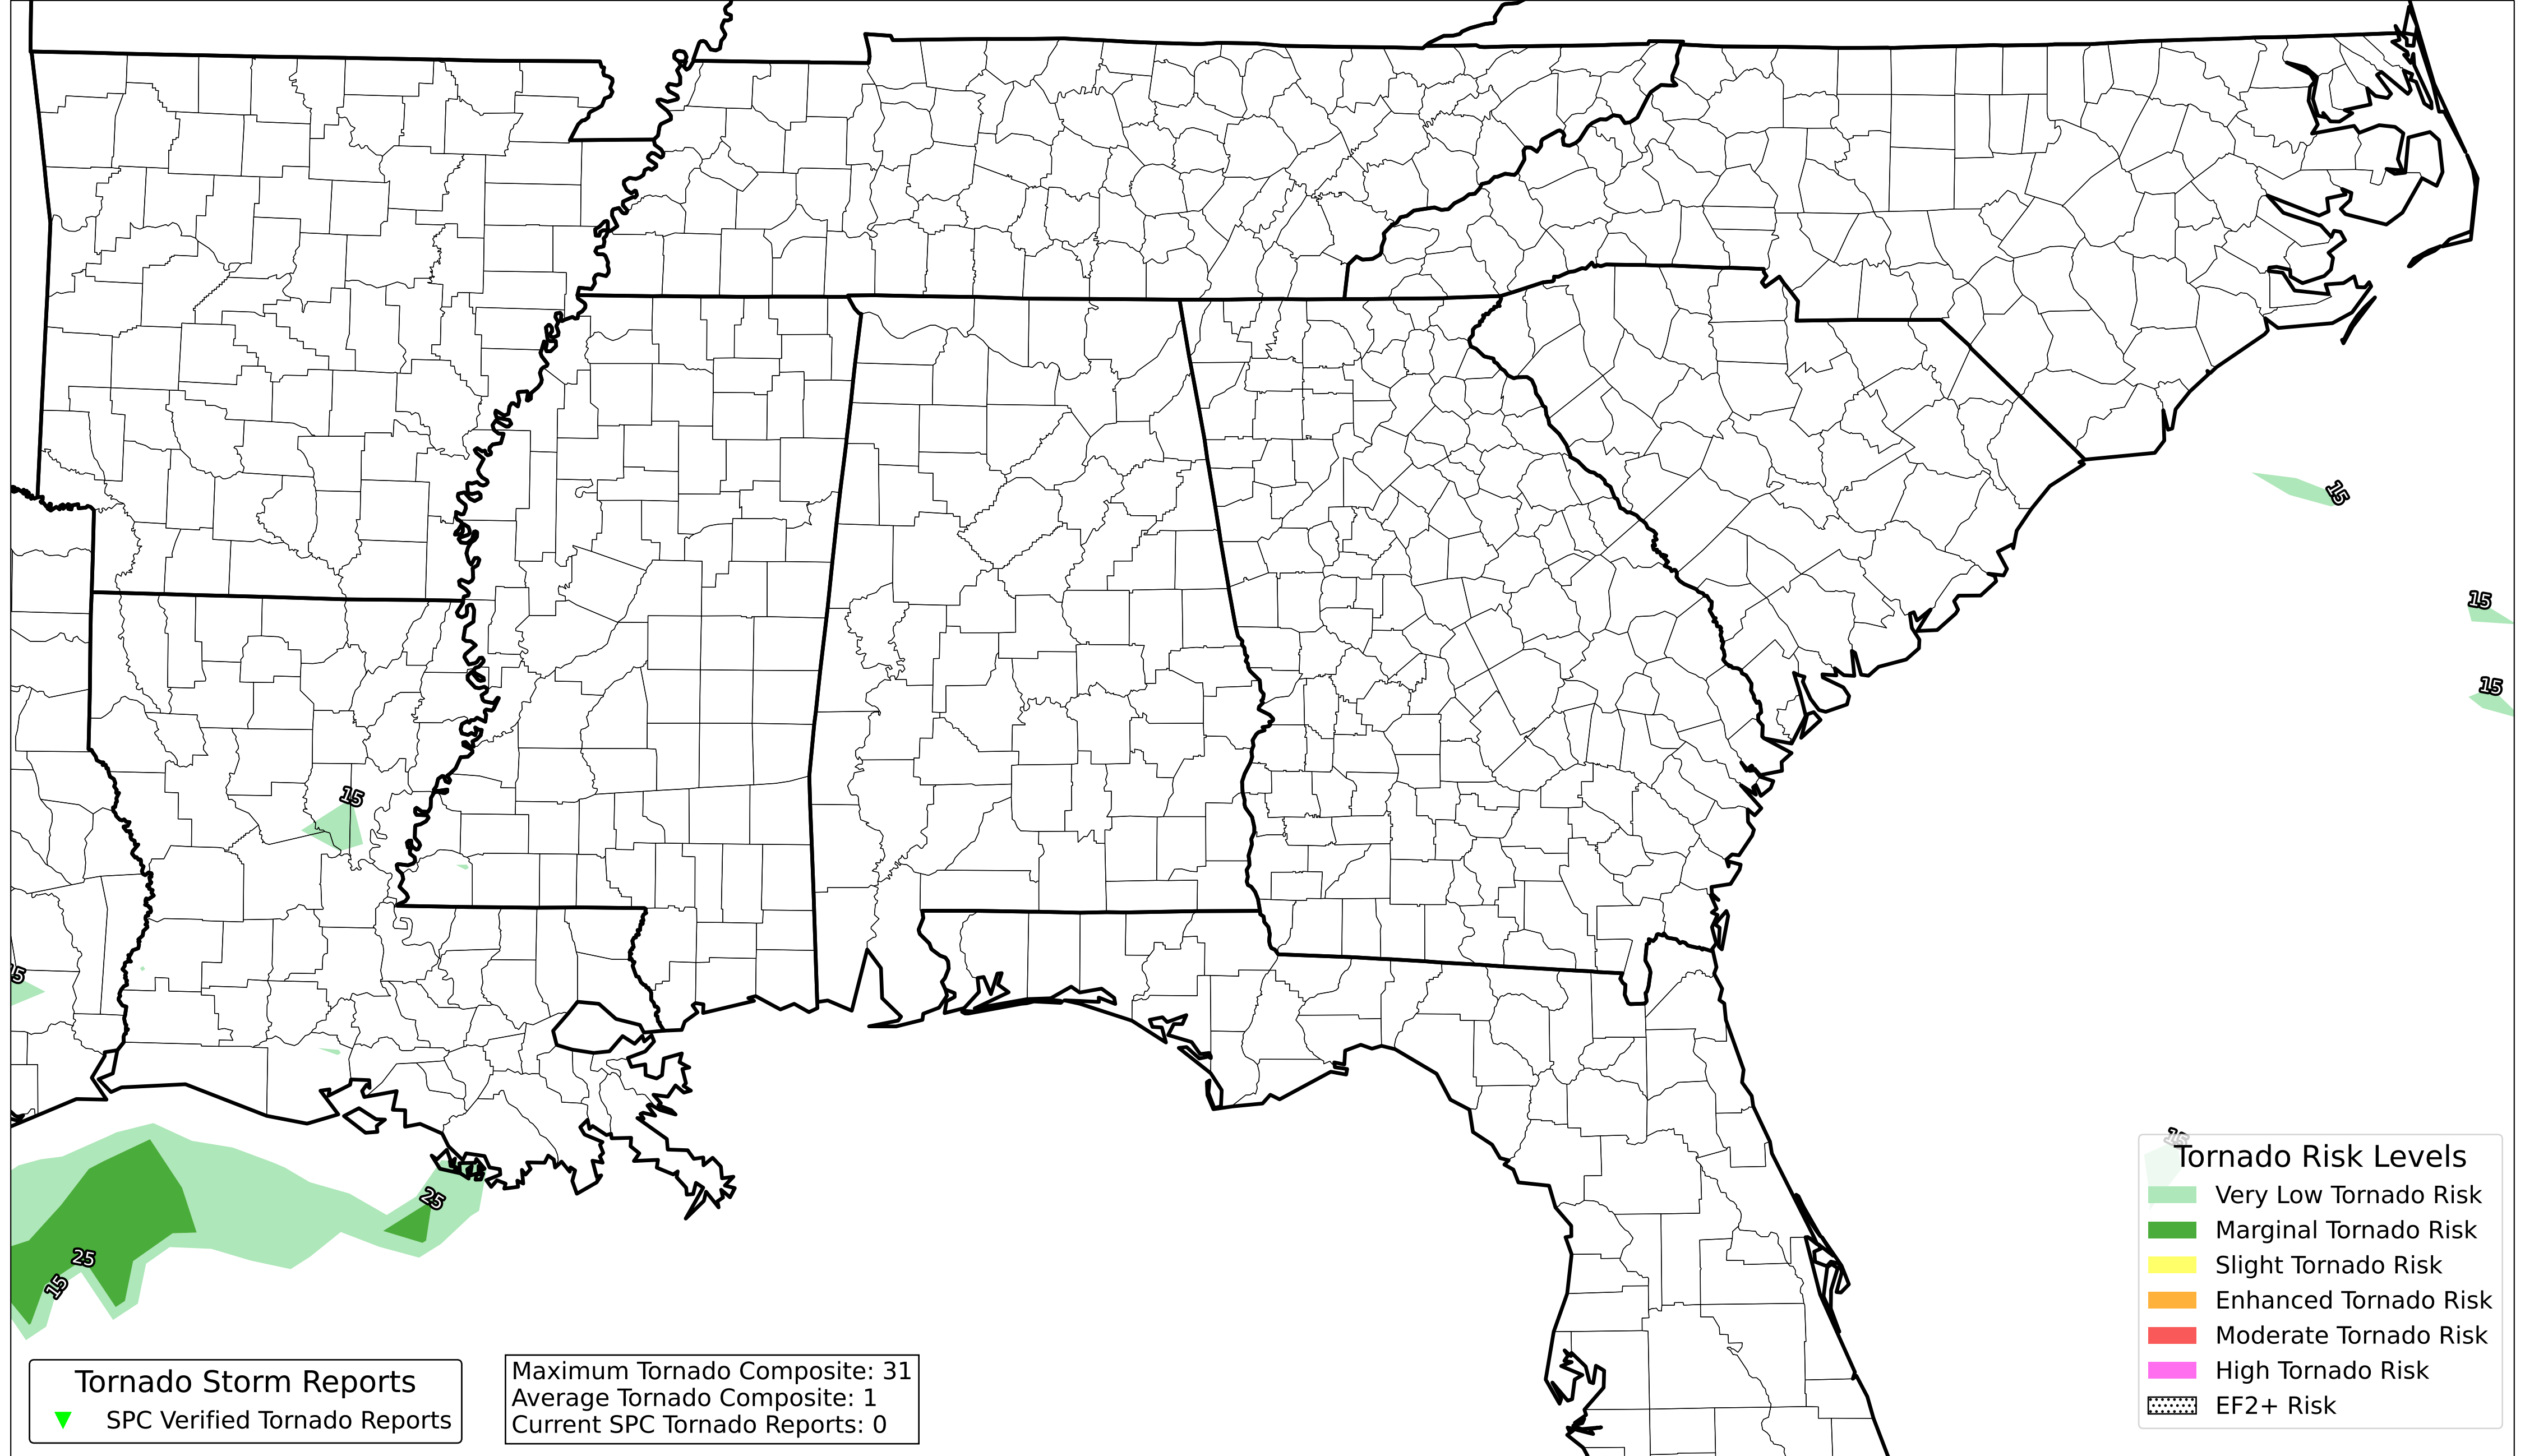 15
15
15
15
15
15
25
25
15
Tornado Risk Levels
Very Low Tornado Risk
Marginal Tornado Risk
Slight Tornado Risk
Enhanced Tornado Risk
Moderate Tornado Risk
High Tornado Risk
EF2+ Risk
Tornado Storm Reports
SPC Verified Tornado Reports
Maximum Tornado Composite: 31
Average Tornado Composite: 1
Current SPC Tornado Reports: 0